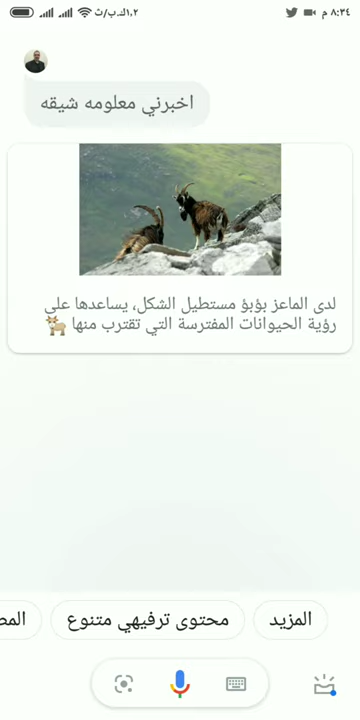 ٨:٣٤ م
١٫٢ك.ب/ث
اخبرني معلومه شيقه
لدى الماعز بؤبؤ مستطيل الشكل، يساعدها على
رؤية الحيوانات المفترسة التي تقترب منها 🐐
المزيد
محتوى ترفيهي متنوع